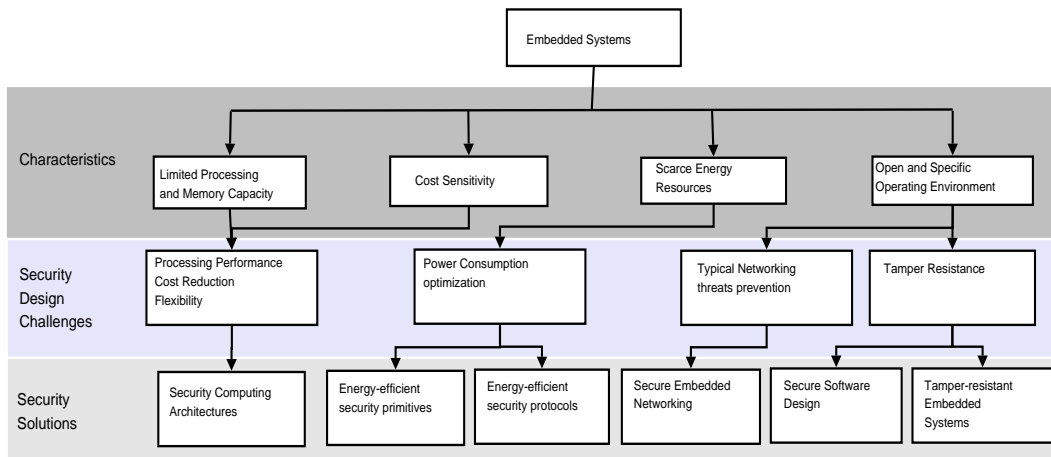 Embedded Systems
Characteristics
Limited Processing
and Memory Capacity
Cost Sensitivity
Scarce Energy
Resources
Open and Specific
Operating Environment
Security
Design
Challenges
Processing Performance
Cost Reduction
Flexibility
Power Consumption
optimization
Typical Networking
threats prevention
Tamper Resistance
Security
Solutions
Security Computing
Architectures
Energy-efficient
security primitives
Energy-efficient
security protocols
Secure Embedded
Networking
Secure Software
Design
Tamper-resistant
Embedded
Systems